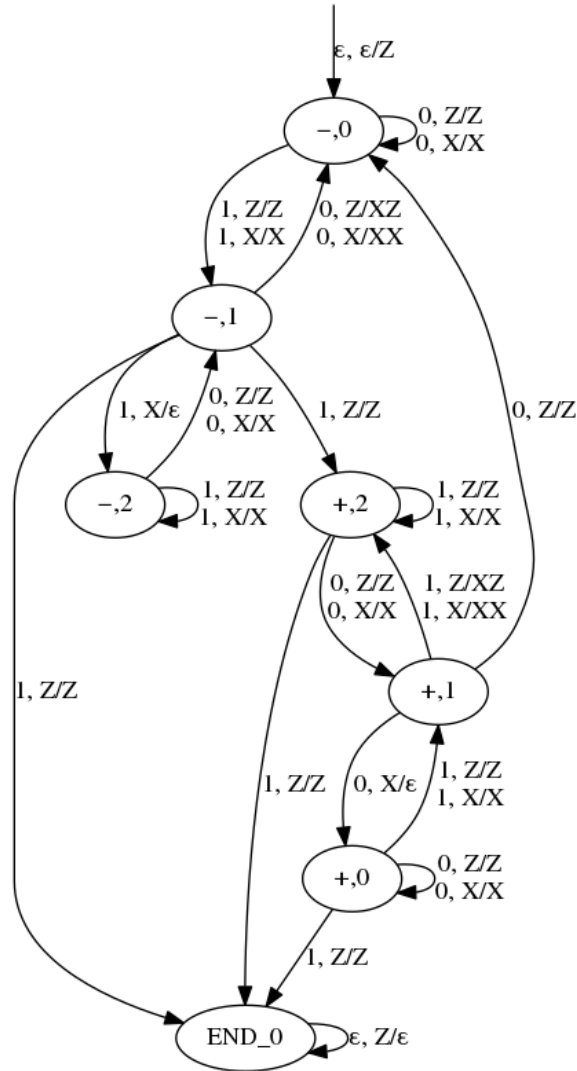 ε, ε/Z
−,0
0, Z/Z
0, X/X
1, Z/Z
1, X/X
0, Z/XZ
0, X/XX
−,1
0, Z/Z
1, X/ε
0, Z/Z
0, X/X
1, Z/Z
−,2
1, Z/Z
1, X/X
+,2
1, Z/Z
1, X/X
0, Z/Z
0, X/X
1, Z/XZ
1, X/XX
1, Z/Z
+,1
1, Z/Z
0, X/ε
1, Z/Z
1, X/X
+,0
0, Z/Z
0, X/X
1, Z/Z
END_0
ε, Z/ε